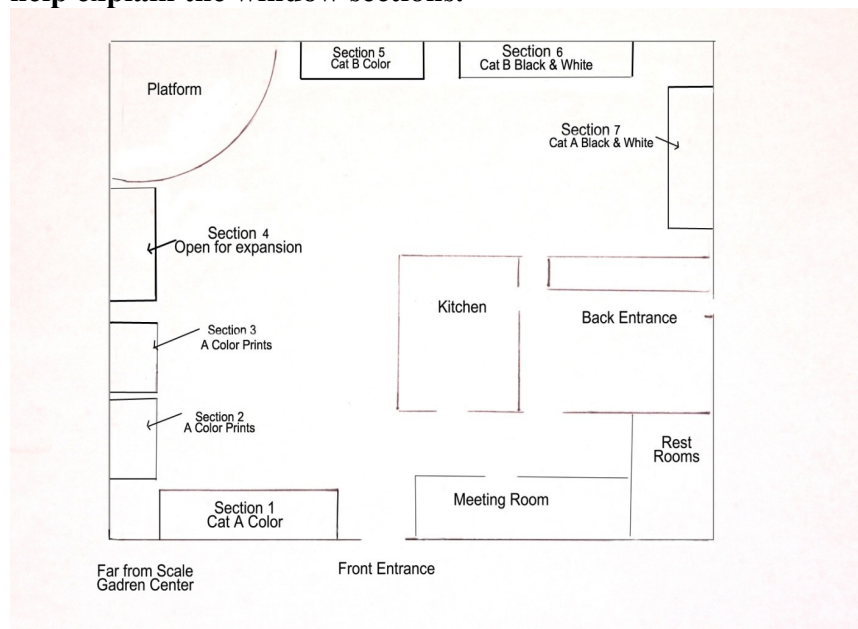 help explain the window sections.
Section 5
Cat B Color
Section 6
Cat B Black & White
Platform
Section 7
Cat A Black & White
Section 4
Open for expansion
Kitchen
Back Entrance
Section 3
A Color Prints
Section 2
A Color Prints
Rest
Rooms
Section 1
Cat A Color
Meeting Room
Far from Scale
Gadren Center
Front Entrance